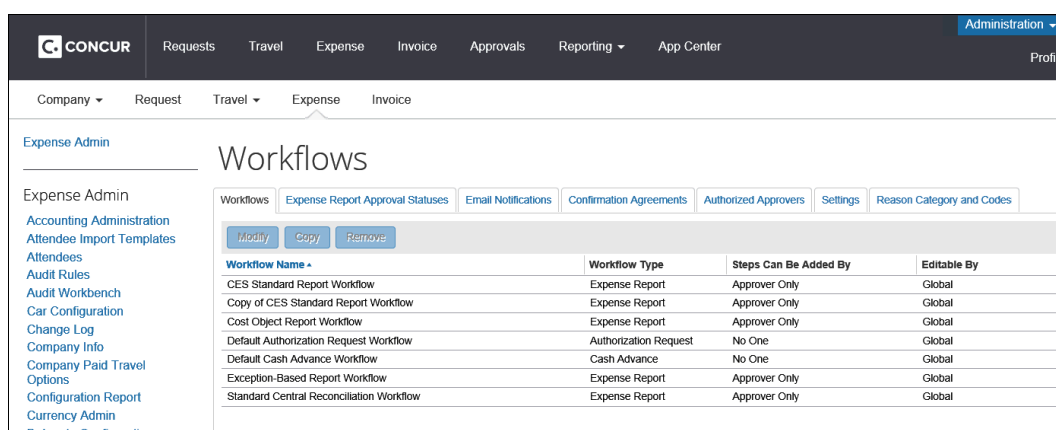 Administration
C. CONCUR Requests Travel Expense Invoice Approvals Reporting App Center
Company Request Travel Expense Invoice
Expense Admin
Workflows
Expense Admin
Workflows Expense Report Approval Statuses Email Notifications Confirmation Agreements Authorized Approvers Settings Reason Category and Codes
Accounting Administration
Attendee Import Templates
Attendees
Audit Rules
Audit Workbench
Car Configuration
Change Log
Company Info
Company Paid Travel
Options
Configuration Report
Currency Admin
Modify Copy Remove
Workflow Name Workflow Type Steps Can Be Added By Editable By
CES Standard Report Workflow Expense Report Approver Only Global
Copy of CES Standard Report Workflow Expense Report Approver Only Global
Cost Object Report Workflow Expense Report Approver Only Global
Default Authorization Request Workflow Authorization Request No One Global
Default Cash Advance Workflow Cash Advance No One Global
Exception-Based Report Workflow Expense Report Approver Only Global
Standard Central Reconciliation Workflow Expense Report Approver Only Global